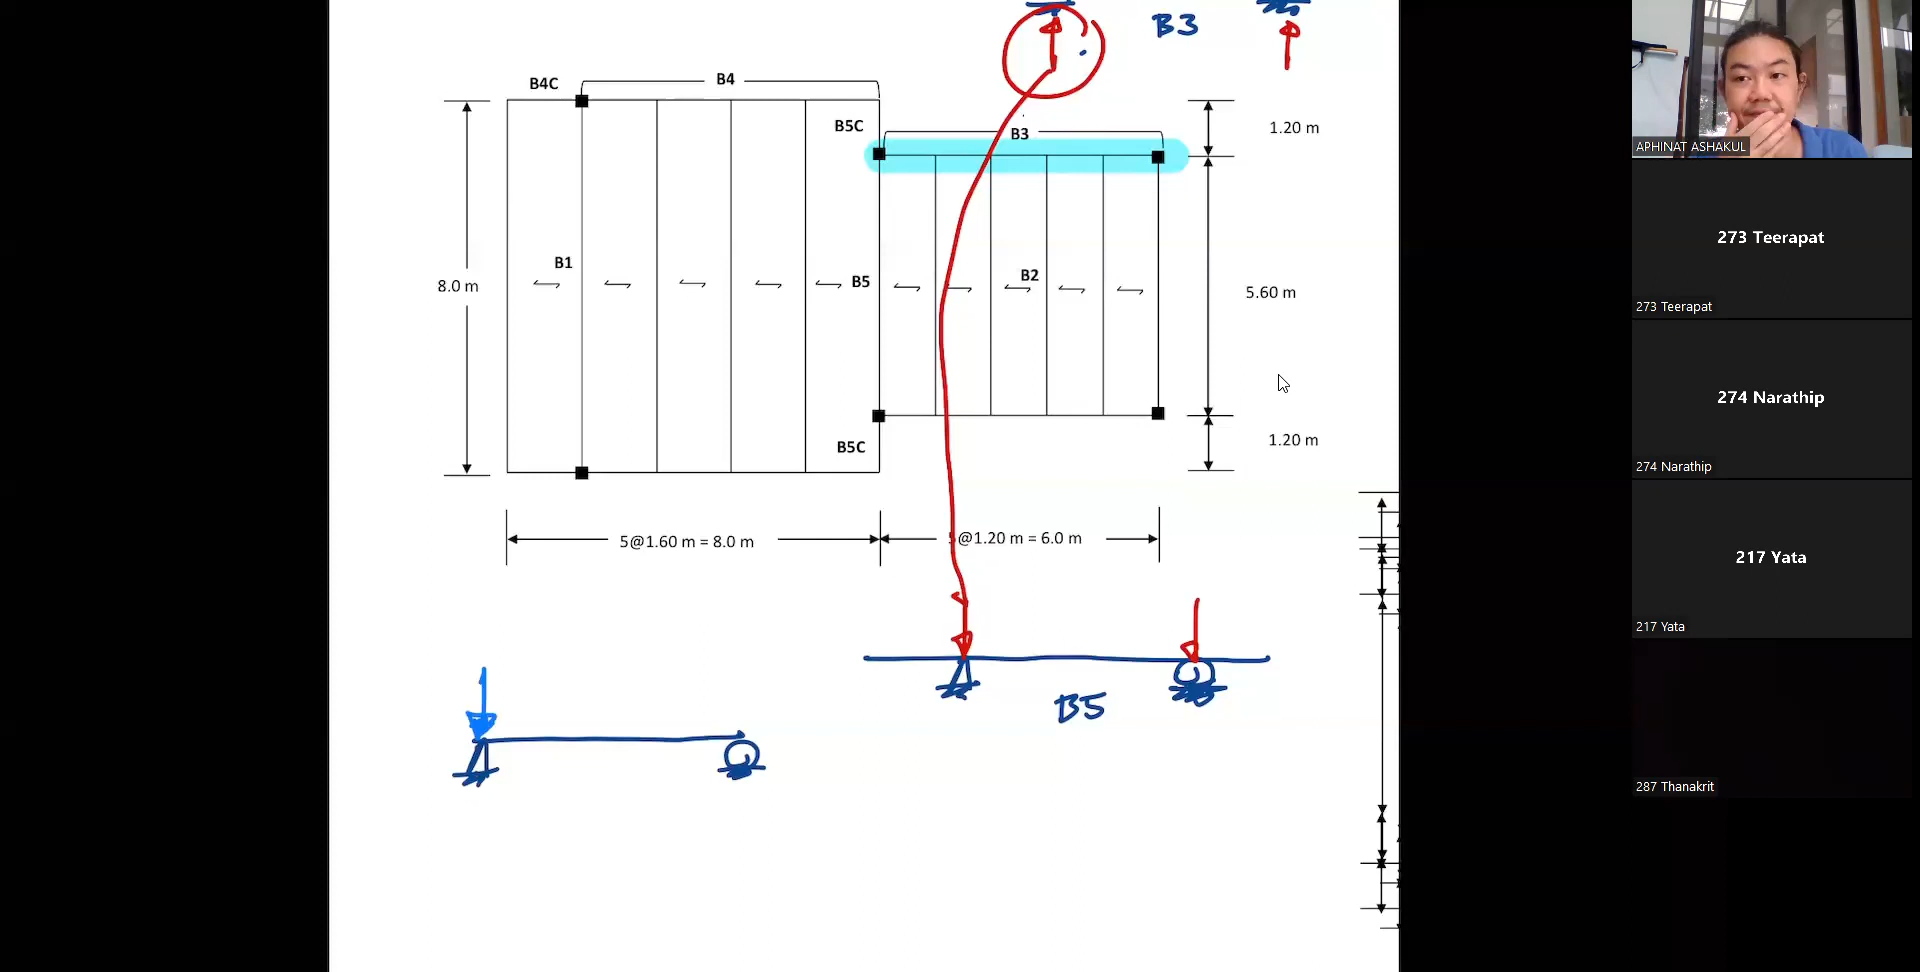 B3
B4C
B4
B5C
B3
1.20 m
B1
B5
B2
8.0 m
5.60 m
B5C
1.20 m
5@1.60 m = 8.0 m
5@1.20 m = 6.0 m
B5
APHINAT ASHAKUL
273 Teerapat
273 Teerapat
274 Narathip
274 Narathip
217 Yata
217 Yata
287 Thanakrit